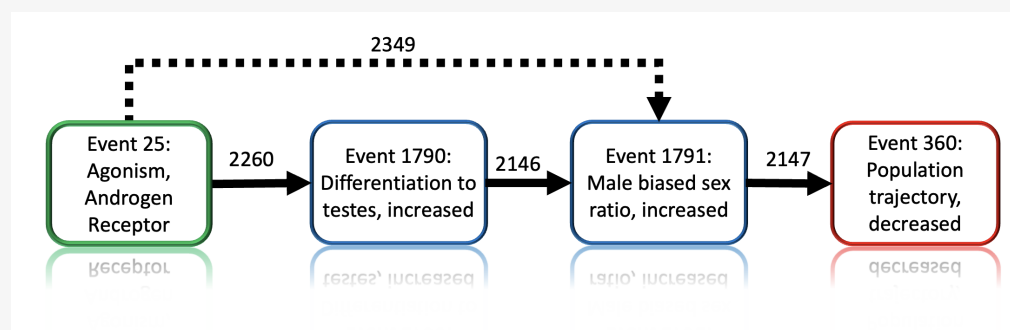 2349
Event 25:
Agonism,
Androgen
Receptor
2260
Event 1790:
Differentiation to
testes, increased
2146
Event 1791:
Male biased sex
ratio, increased
2147
Event 360:
Population
trajectory,
decreased